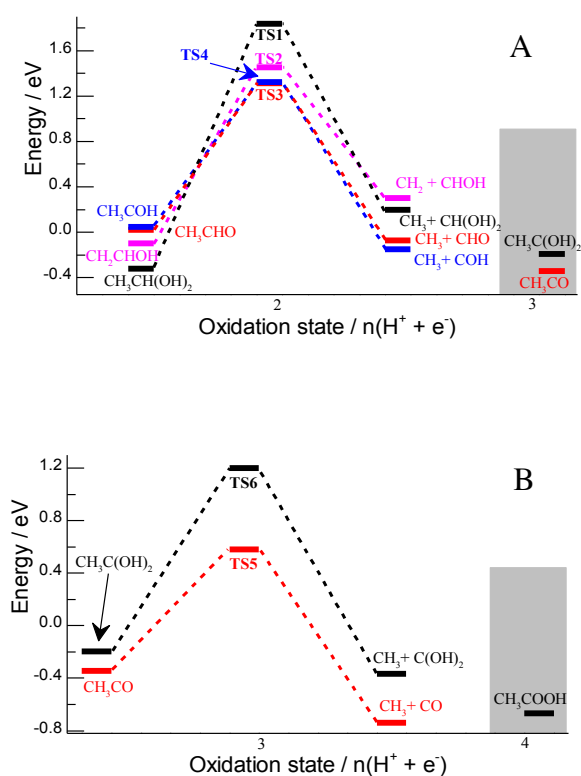 A
1.6
1.2
0.8
0.4
0.0
-0.4
Energy / eV
TS1
TS2
TS4
TS3
CH₃COH
CH₃CHO
CH₂CHOH
CH₃CH(OH)₂
CH₂ + CHOH
CH₃+ CH(OH)₂
CH₃+ CHO
CH₃+ COH
CH₃C(OH)₂
CH₃CO
2
3
Oxidation state / n(H⁺ + e⁻)
B
1.2
0.8
0.4
0.0
-0.4
-0.8
Energy / eV
TS6
TS5
CH₃C(OH)₂
CH₃CO
CH₃+ C(OH)₂
CH₃+ CO
CH₃COOH
3
4
Oxidation state / n(H⁺ + e⁻)